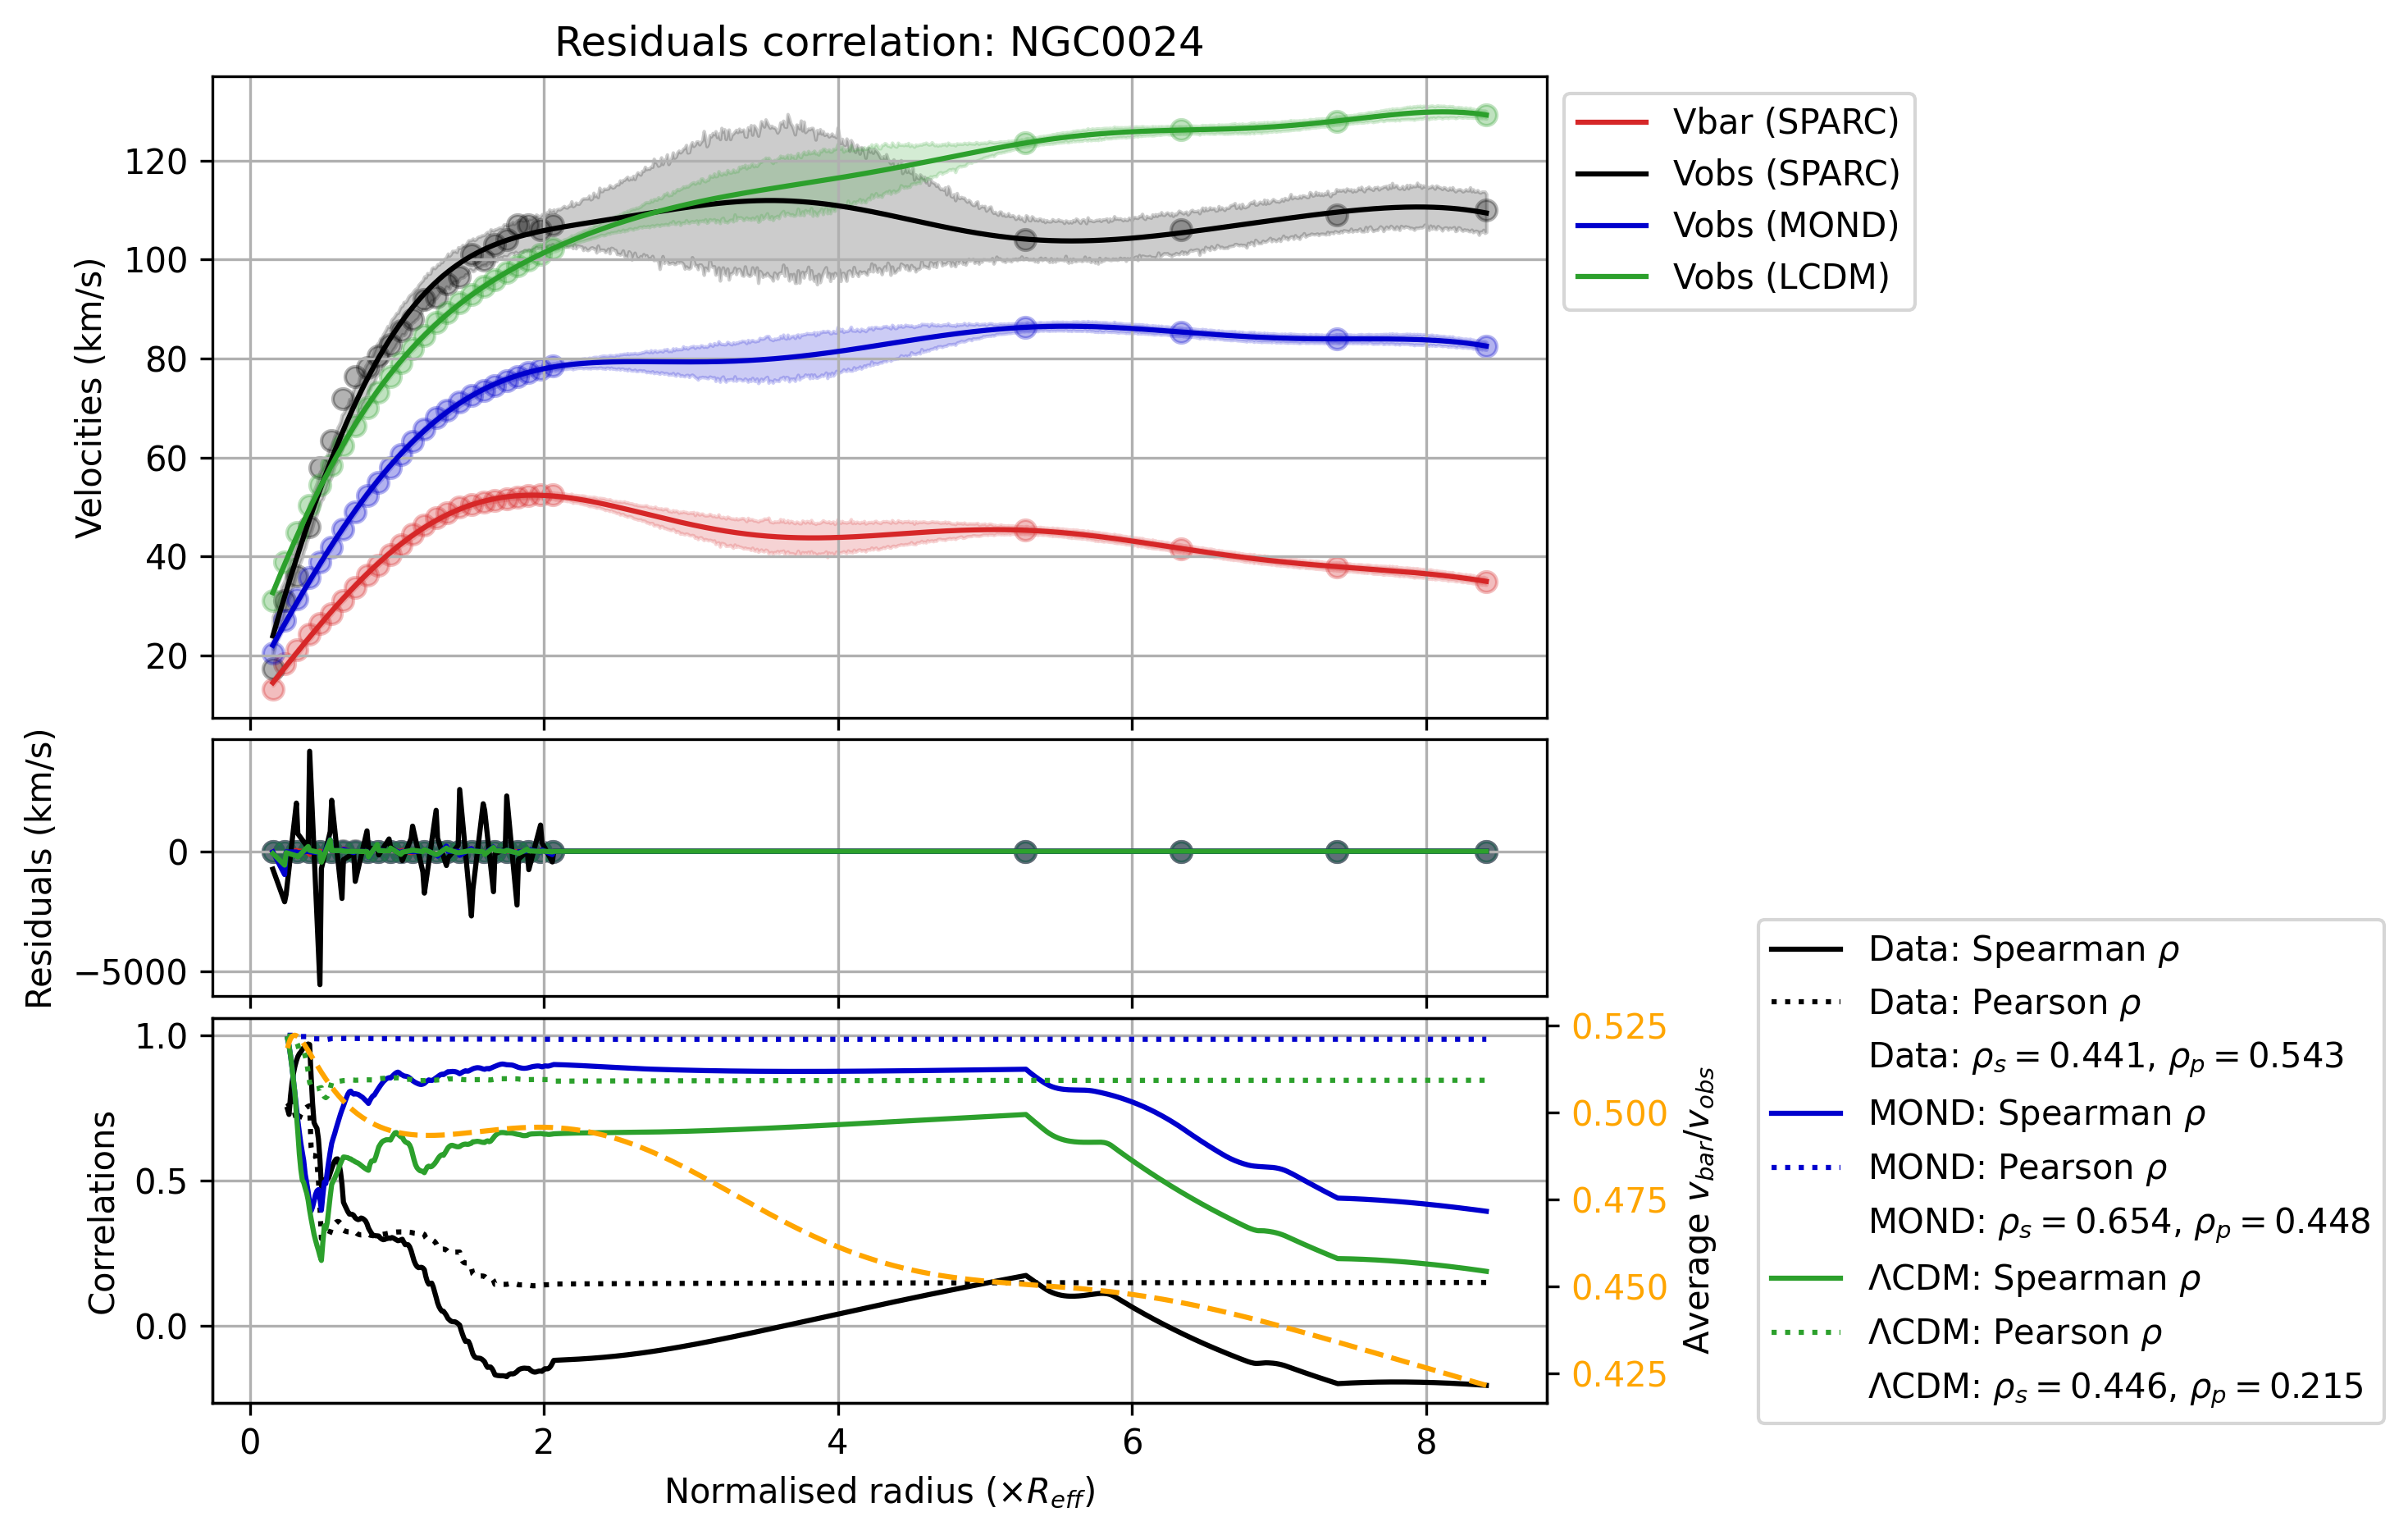 Residuals correlation: NGC0024
Velocities (km/s)
120
100
80
60
40
20
Vbar (SPARC)
Vobs (SPARC)
Vobs (MOND)
Vobs (LCDM)
Residuals (km/s)
0
−5000
Correlations
1.0
0.5
0.0
0.525
0.500
0.475
0.450
0.425
Average v_bar/v_obs
0 2 4 6 8
Normalised radius (×R_eff)
Data: Spearman ρ
Data: Pearson ρ
Data: ρ_s = 0.441, ρ_p = 0.543
MOND: Spearman ρ
MOND: Pearson ρ
MOND: ρ_s = 0.654, ρ_p = 0.448
ΛCDM: Spearman ρ
ΛCDM: Pearson ρ
ΛCDM: ρ_s = 0.446, ρ_p = 0.215